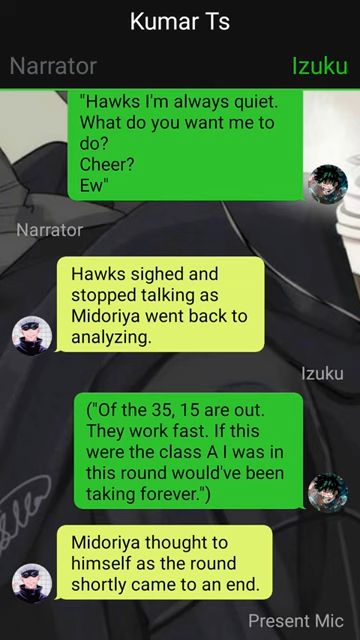 Kumar Ts
Narrator
Izuku
"Hawks I'm always quiet.
What do you want me to
do?
Cheer?
Ew"
Narrator
Hawks sighed and
stopped talking as
Midoriya went back to
analyzing.
Izuku
("Of the 35, 15 are out.
They work fast. If this
were the class A I was in
this round would've been
taking forever.")
Midoriya thought to
himself as the round
shortly came to an end.
Present Mic